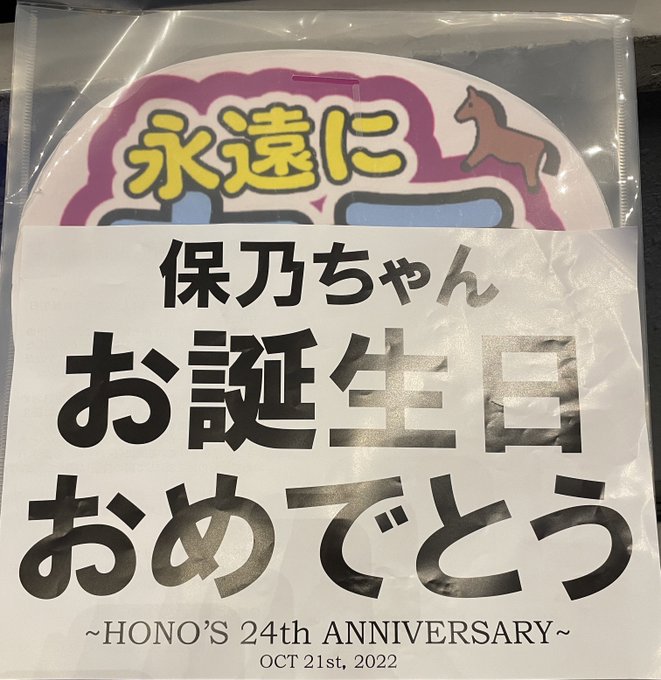 永遠に
保乃ちゃん
お誕生日
おめでとう
~HONO'S 24th ANNIVERSARY~
OCT 21st, 2022